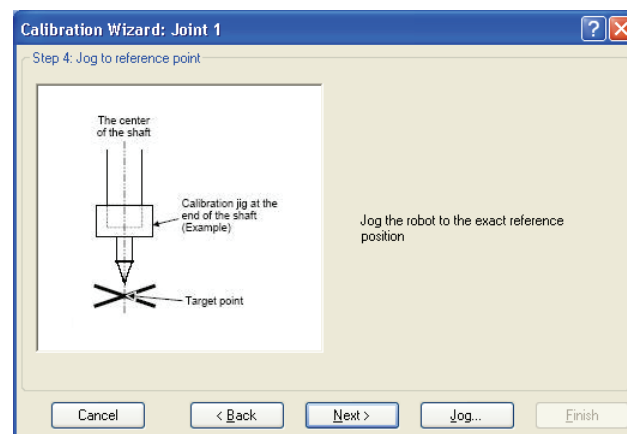 Calibration Wizard: Joint 1
Step 4: Jog to reference point
The center
of the shaft
Calibration jig at the
end of the shaft
(Example)
Target point
Jog the robot to the exact reference
position
Cancel
< Back
Next >
Jog...
Finish